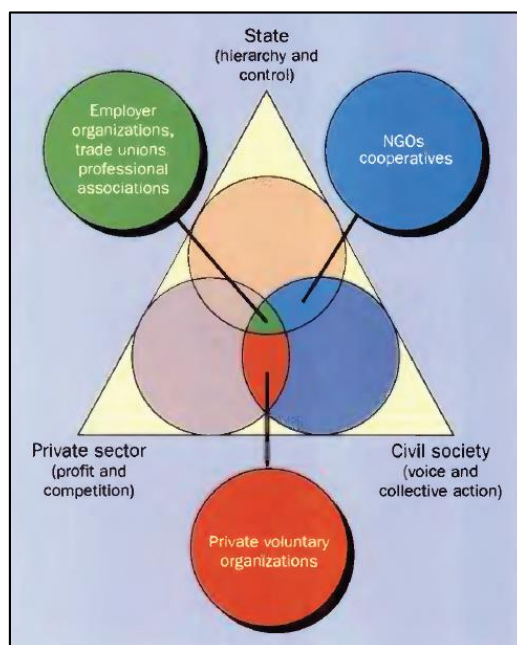 State
(hierarchy and
control)
Employer
organizations,
trade unions
professional
associations
NGOs
cooperatives
Private sector
(profit and
competition)
Civil society
(voice and
collective action)
Private voluntary
organizations